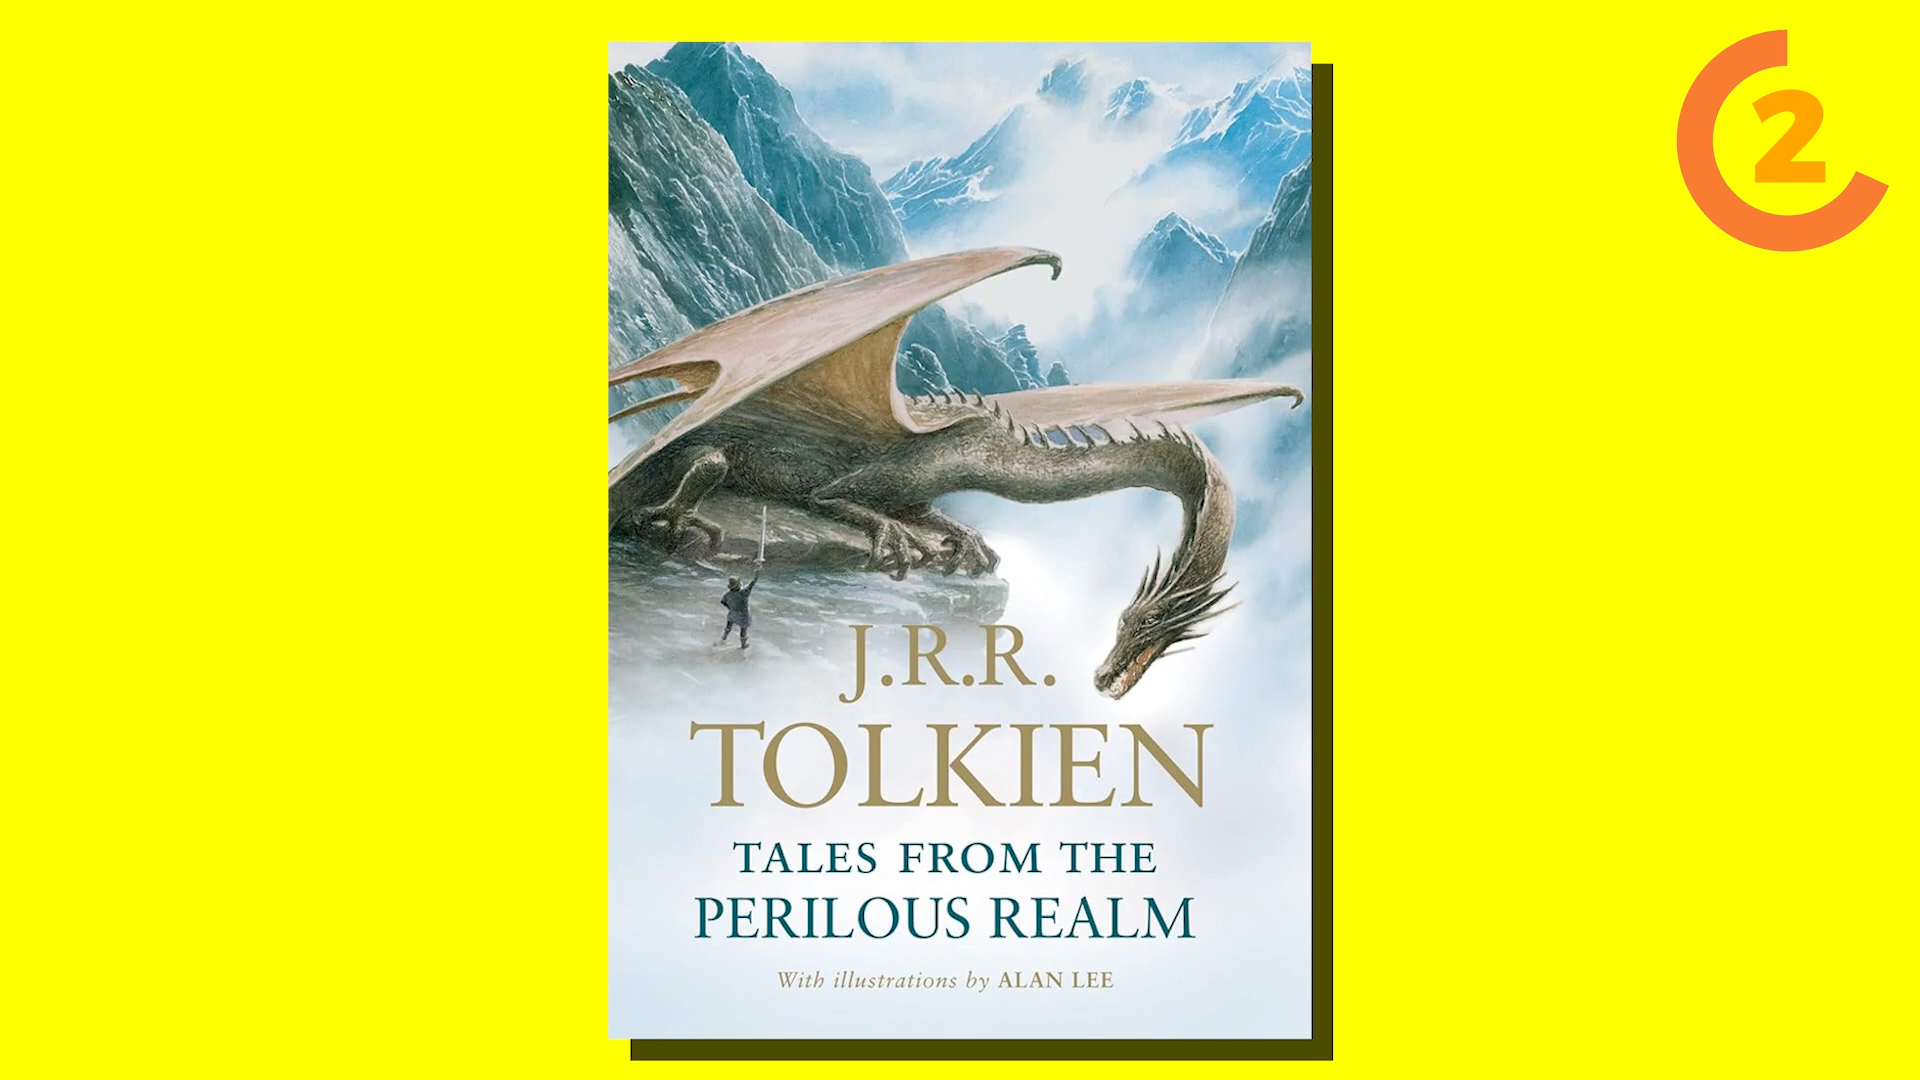 2
J.R.R.
TOLKIEN
TALES FROM THE
PERILOUS REALM
With illustrations by ALAN LEE